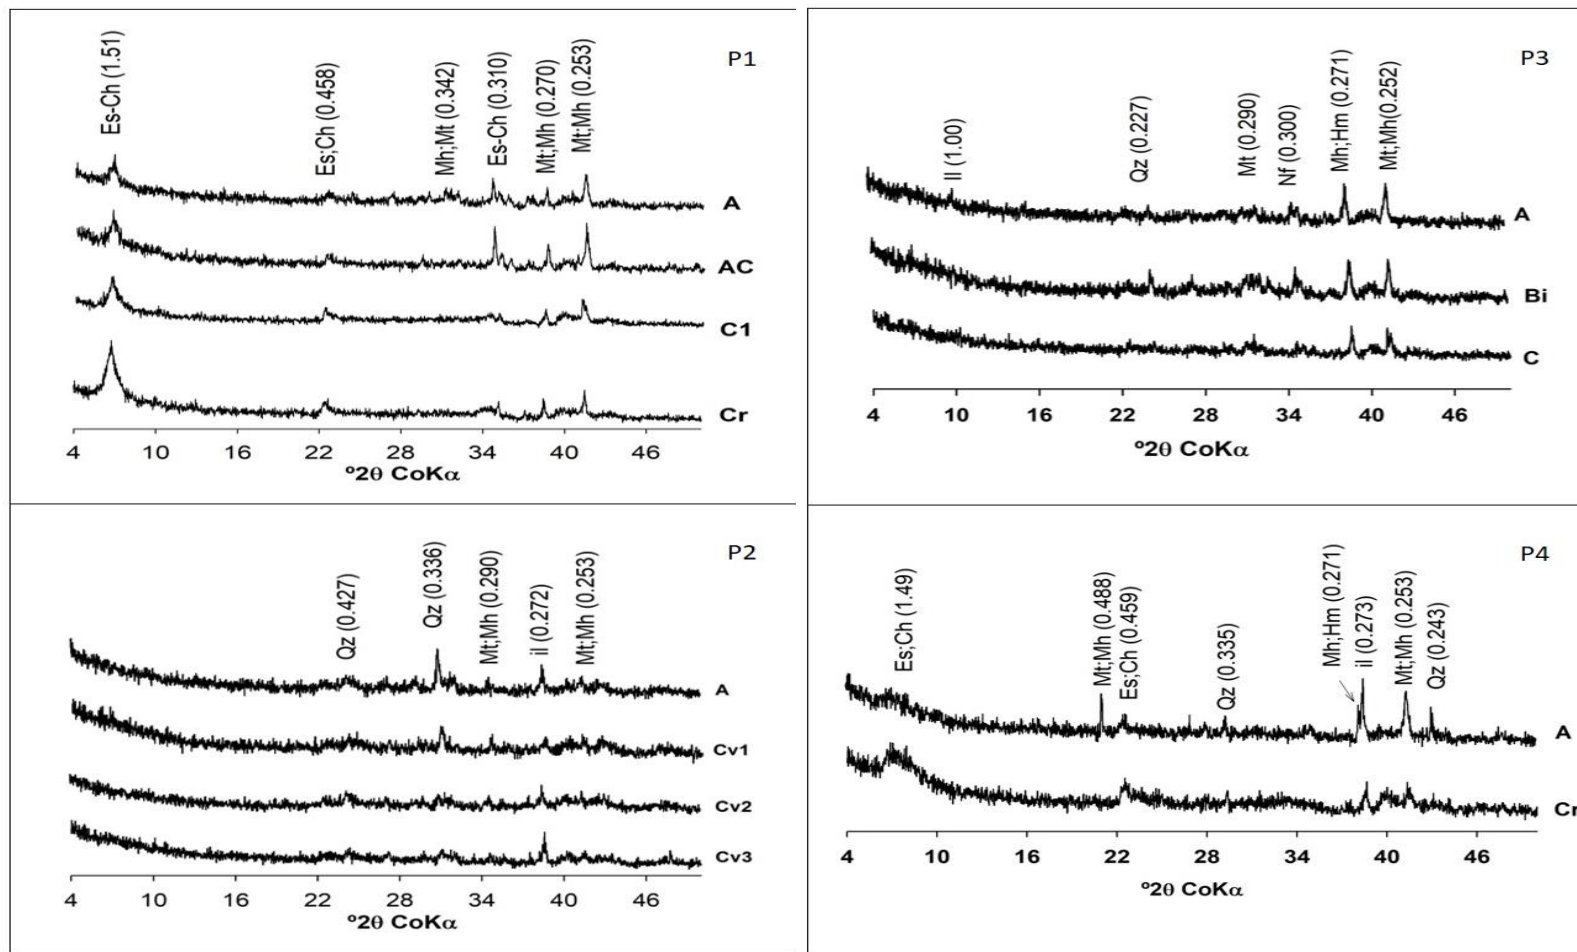 P1
Es-Ch (1.51)
Es;Ch (0.458)
Mh;Mt (0.342)
Es-Ch (0.310)
Mt;Mh (0.270)
Mt;Mh (0.253)
A
AC
C1
Cr
4 10 16 22 28 34 40 46
°2θ CoKα
P3
Il (1.00)
Qz (0.227)
Mt (0.290)
Nf (0.300)
Mh;Hm (0.271)
Mt;Mh(0.252)
A
Bi
C
4 10 16 22 28 34 40 46
°2θ CoKα
P2
Qz (0.427)
Qz (0.336)
Mt;Mh (0.290)
il (0.272)
Mt;Mh (0.253)
A
Cv1
Cv2
Cv3
4 10 16 22 28 34 40 46
°2θ CoKα
P4
Es;Ch (1.49)
Mt;Mh (0.488)
Es;Ch (0.459)
Qz (0.335)
Mh;Hm (0.271)
il (0.273)
Mt;Mh (0.253)
Qz (0.243)
A
Cr
4 10 16 22 28 34 40 46
°2θ CoKα